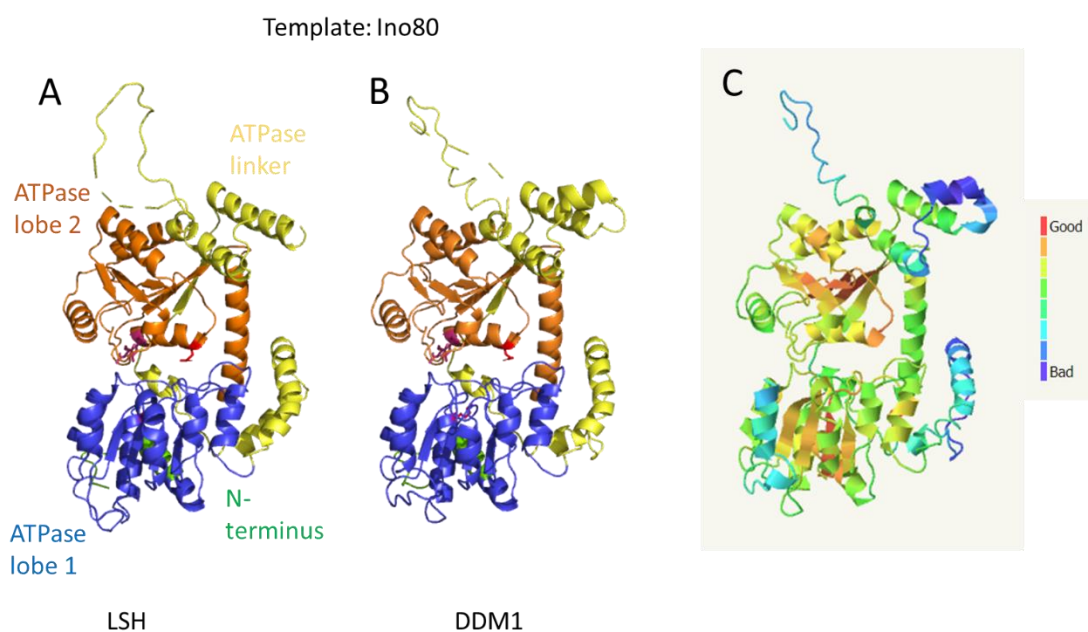 Template: Ino80
A
B
C
ATPase
linker
ATPase
lobe 2
Good
Bad
N-
terminus
ATPase
lobe 1
LSH
DDM1